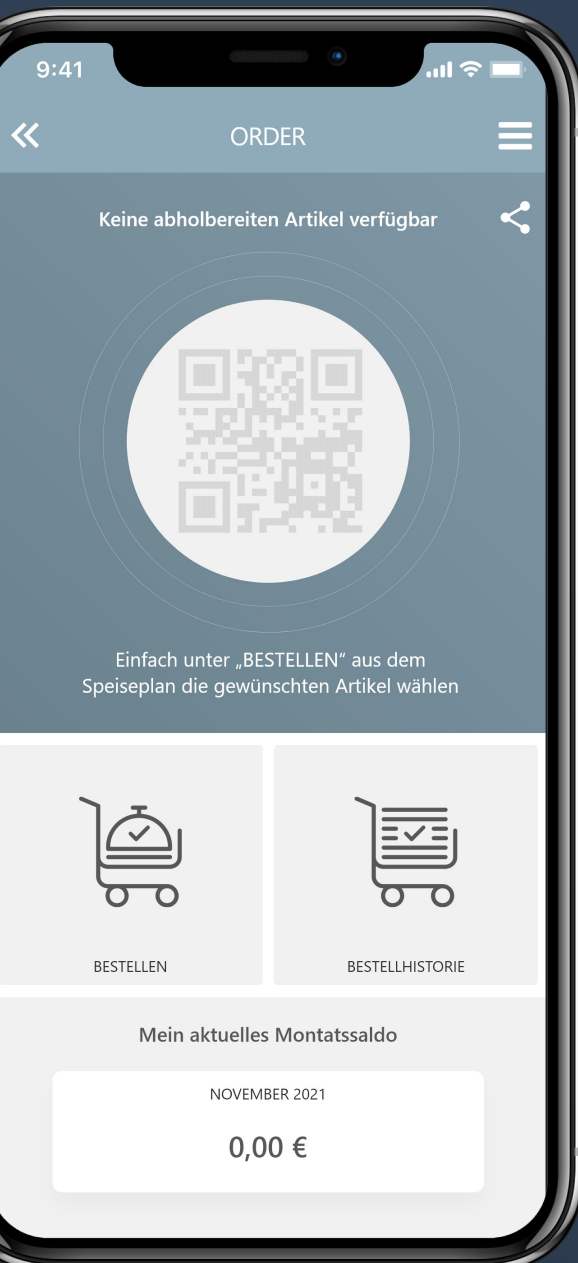 9:41
ORDER
Keine abholbereiten Artikel verfügbar
Einfach unter „BESTELLEN“ aus dem
Speiseplan die gewünschten Artikel wählen
BESTELLEN
BESTELLHISTORIE
Mein aktuelles Montatssaldo
NOVEMBER 2021
0,00 €